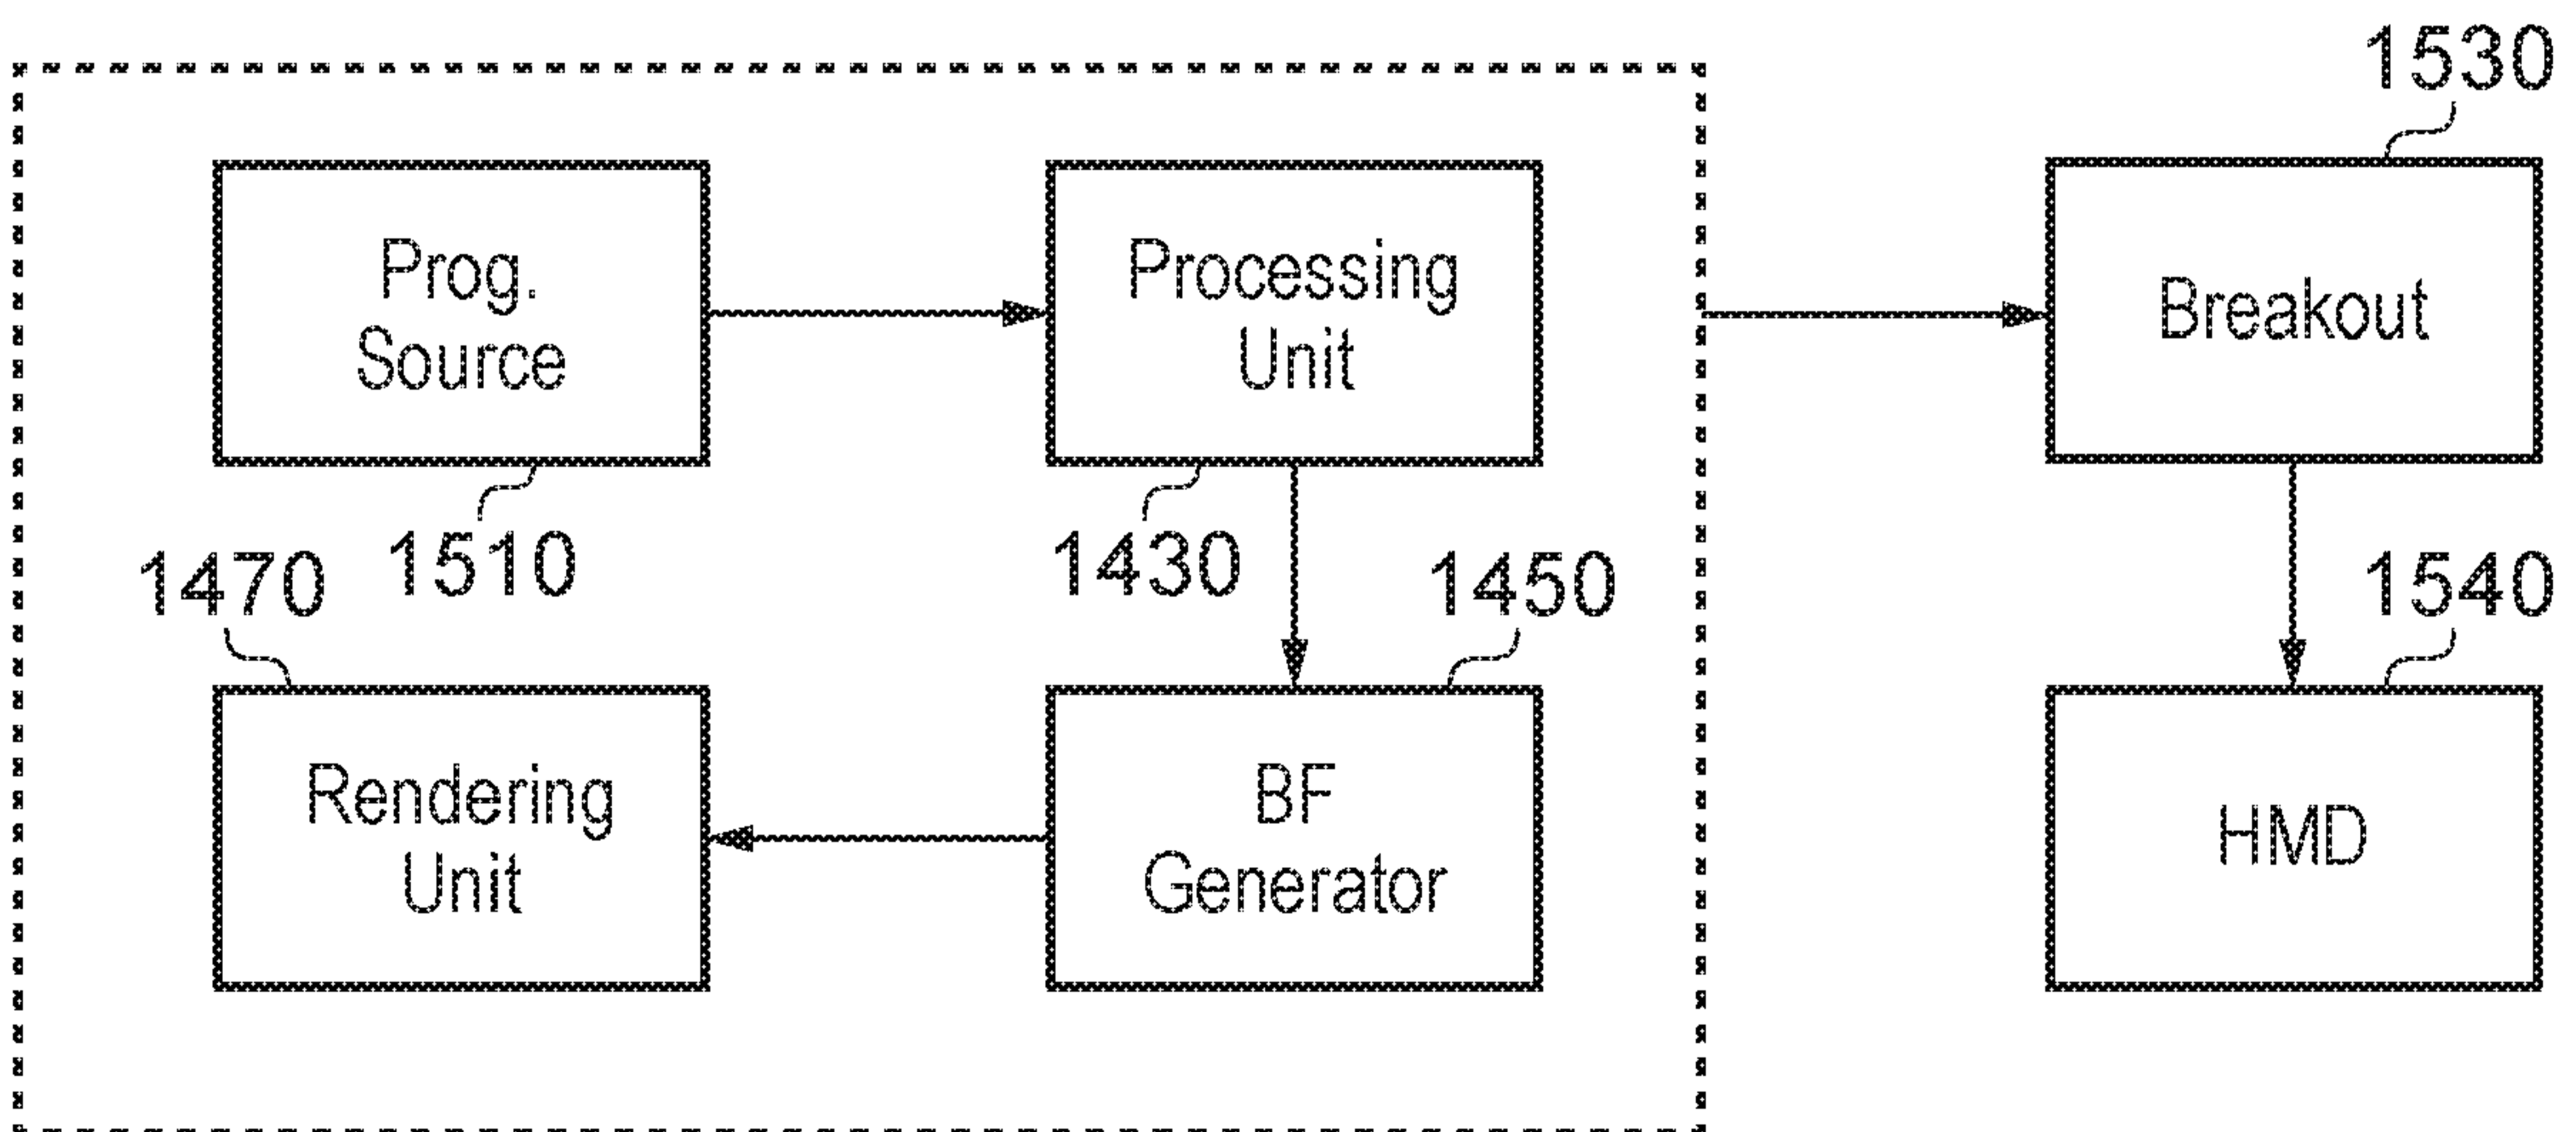 1530
Prog.
Source
Processing
Unit
Breakout
1510
1430
1470
1450
1540
Rendering
Unit
BF
Generator
HMD